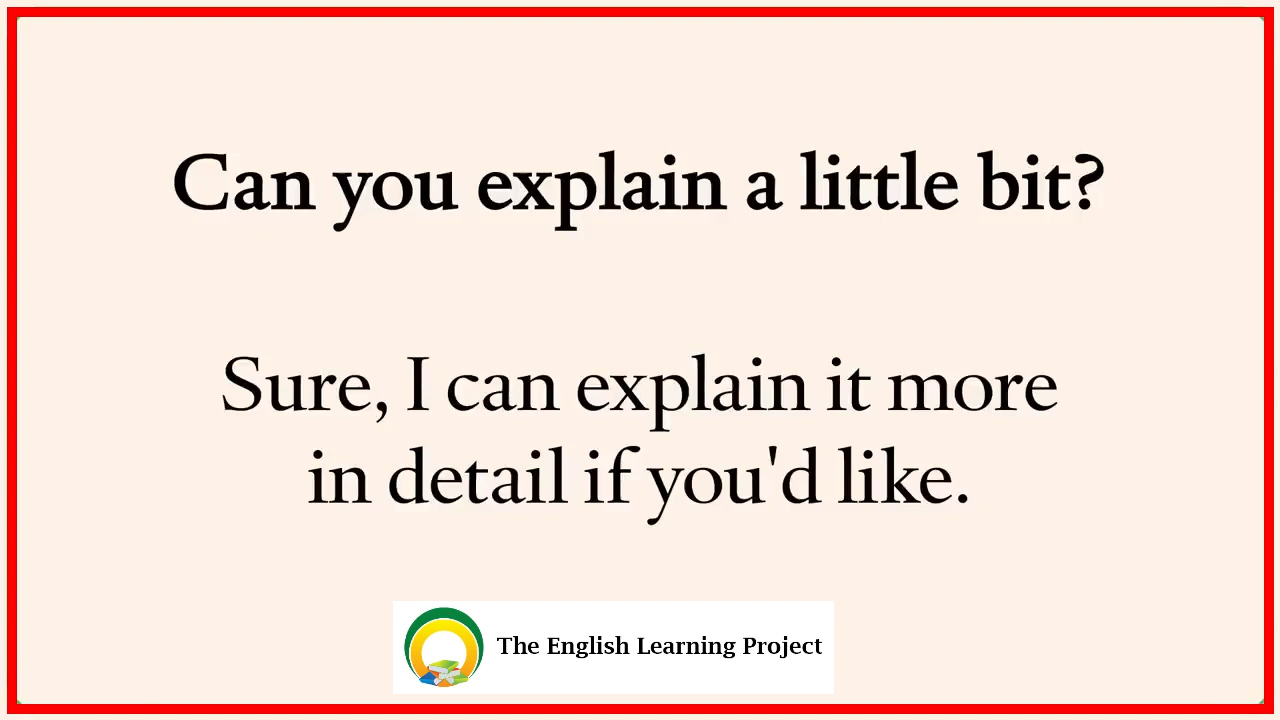 Can you explain a little bit?
Sure, I can explain it more
in detail if you'd like.
The English Learning Project